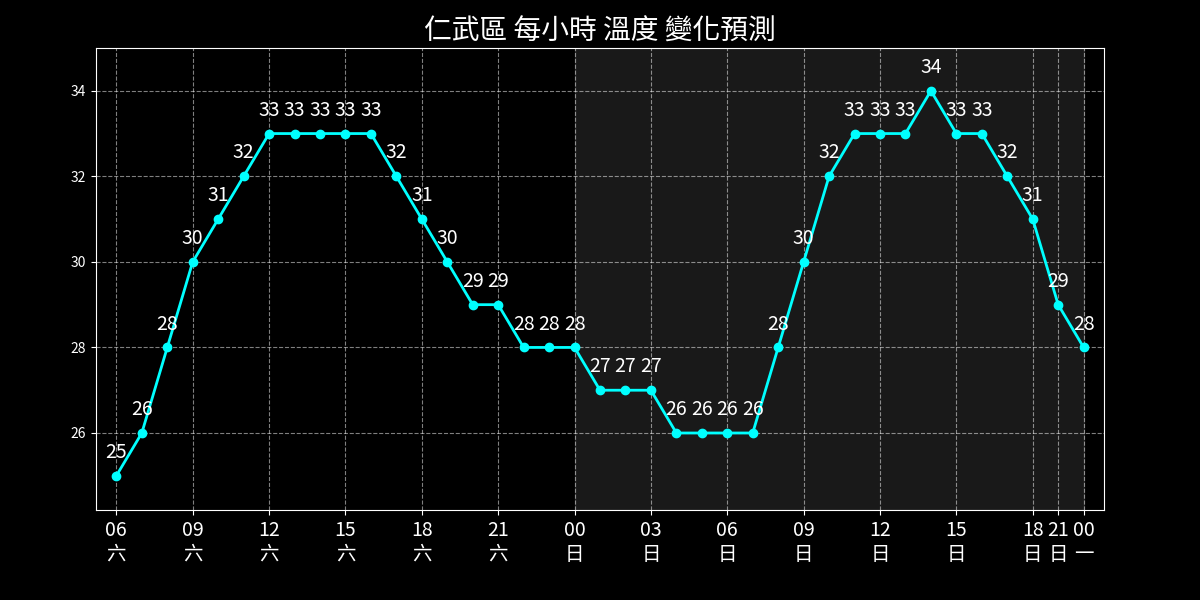 仁武區 每小時 溫度 變化預測
34
34
33 33 33 33 33 33 33 33 33 33
32 32 32 32 32
31 31 31
30 30 30 30
29 29 29
28 28 28 28 28 28 28
27 27 27
26 26 26 26 26 26
25
06 09 12 15 18 21 00 03 06 09 12 15 18 21 00
六 六 六 六 六 六 日 日 日 日 日 日 日 日 一